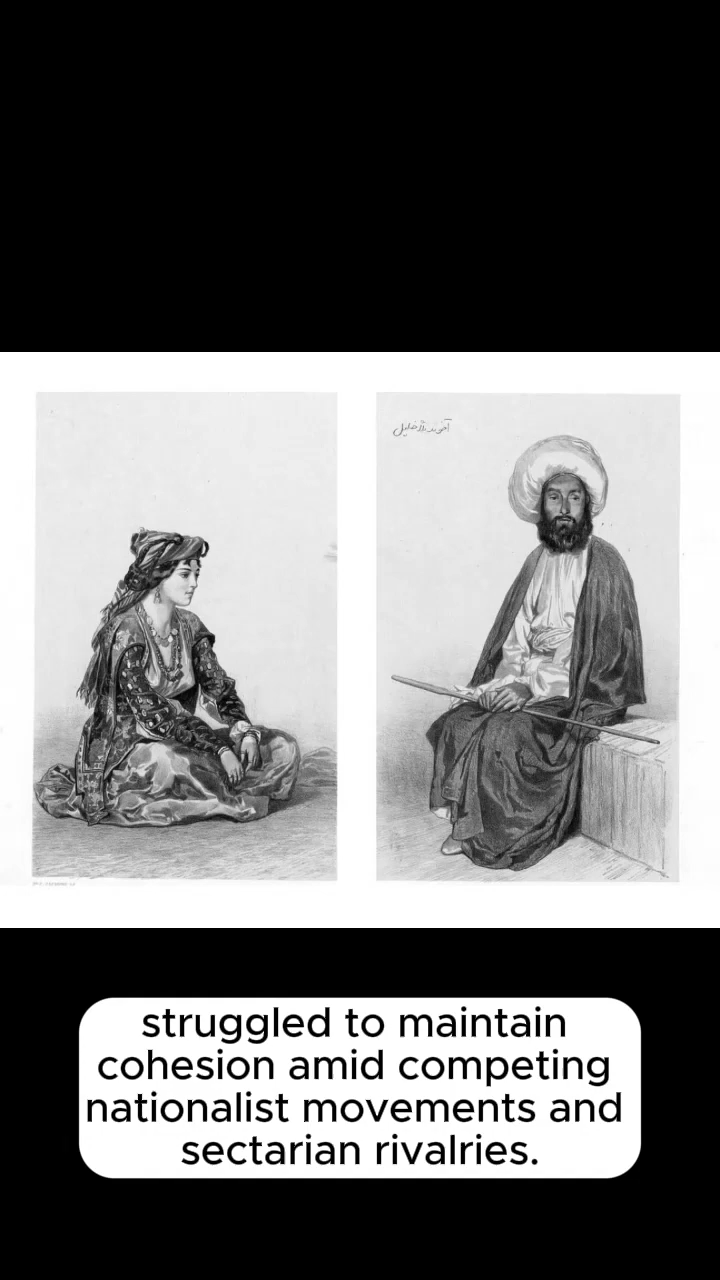 struggled to maintain
cohesion amid competing
nationalist movements and
sectarian rivalries.